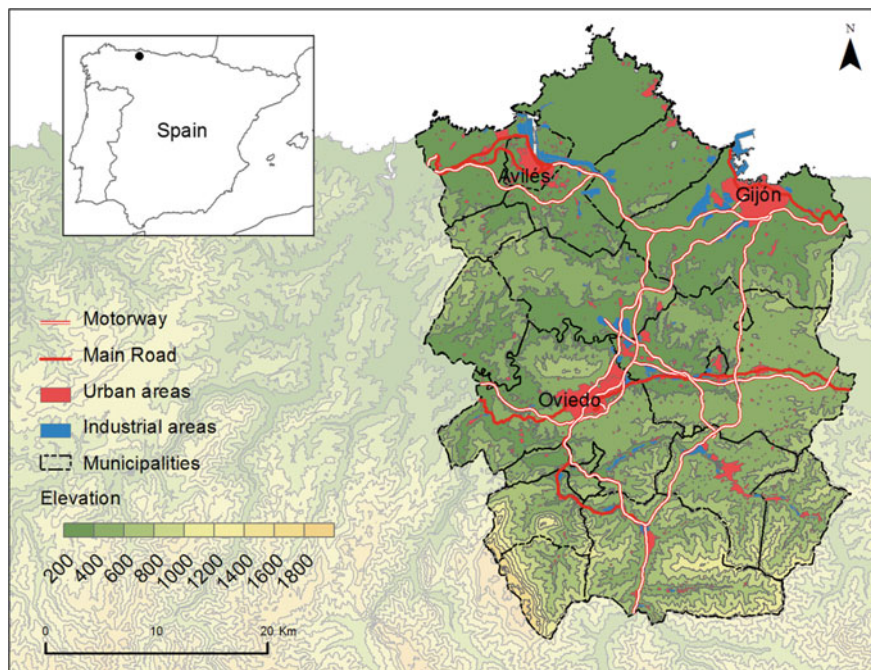 N
Spain
Avilés
Gijón
Motorway
Main Road
Urban areas
Oviedo
Industrial areas
Municipalities
Elevation
200 400 600 800 1000 1200 1400 1600 1800
0 10 20 Km